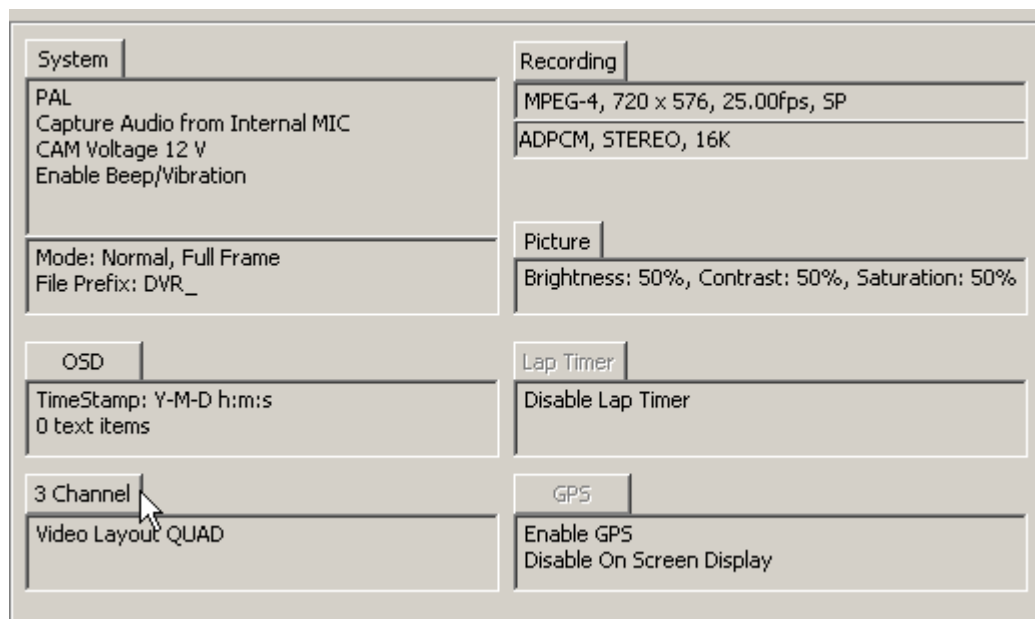 System
PAL
Capture Audio from Internal MIC
CAM Voltage 12 V
Enable Beep/Vibration
Mode: Normal, Full Frame
File Prefix: DVR_
Recording
MPEG-4, 720 x 576, 25.00fps, SP
ADPCM, STEREO, 16K
Picture
Brightness: 50%, Contrast: 50%, Saturation: 50%
OSD
TimeStamp: Y-M-D h:m:s
0 text items
Lap Timer
Disable Lap Timer
3 Channel
Video Layout QUAD
GPS
Enable GPS
Disable On Screen Display